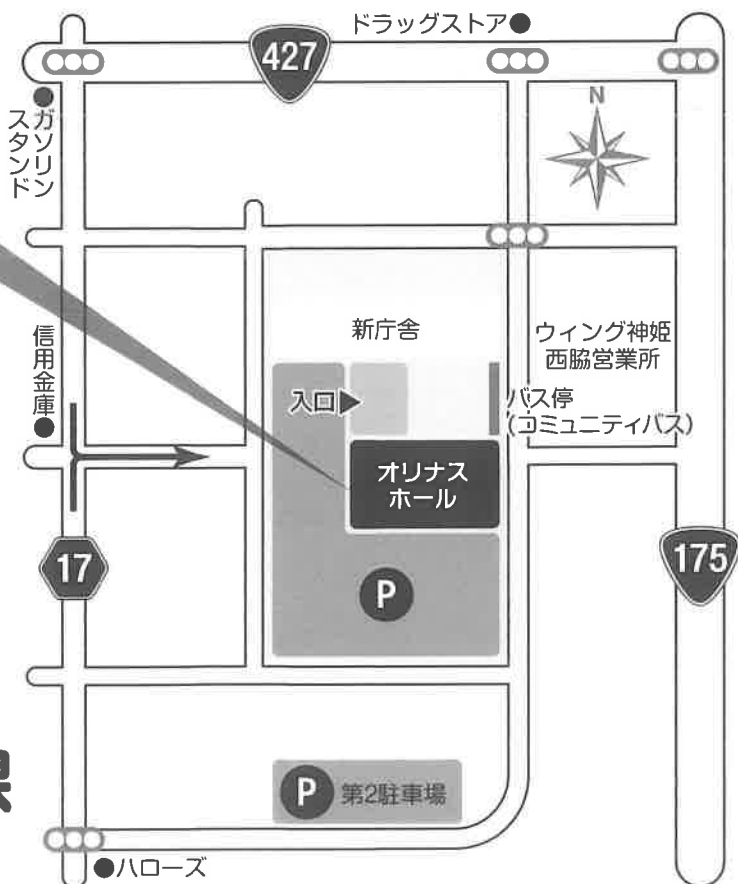 ドラッグストア●
427
N
●ガソリン
スタンド
新庁舎
ウィング神姫
西脇営業所
信用金庫●
入口▶
バス停
(コミュニティバス)
オリナス
ホール
17
175
P
P 第2駐車場
●ハローズ